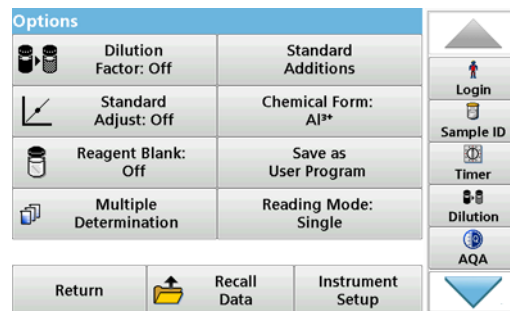 Options
Dilution
Factor: Off
Standard
Additions
Standard
Adjust: Off
Chemical Form:
Al³⁺
Reagent Blank:
Off
Save as
User Program
Multiple
Determination
Reading Mode:
Single
Return
Recall
Data
Instrument
Setup
Login
Sample ID
Timer
Dilution
AQA